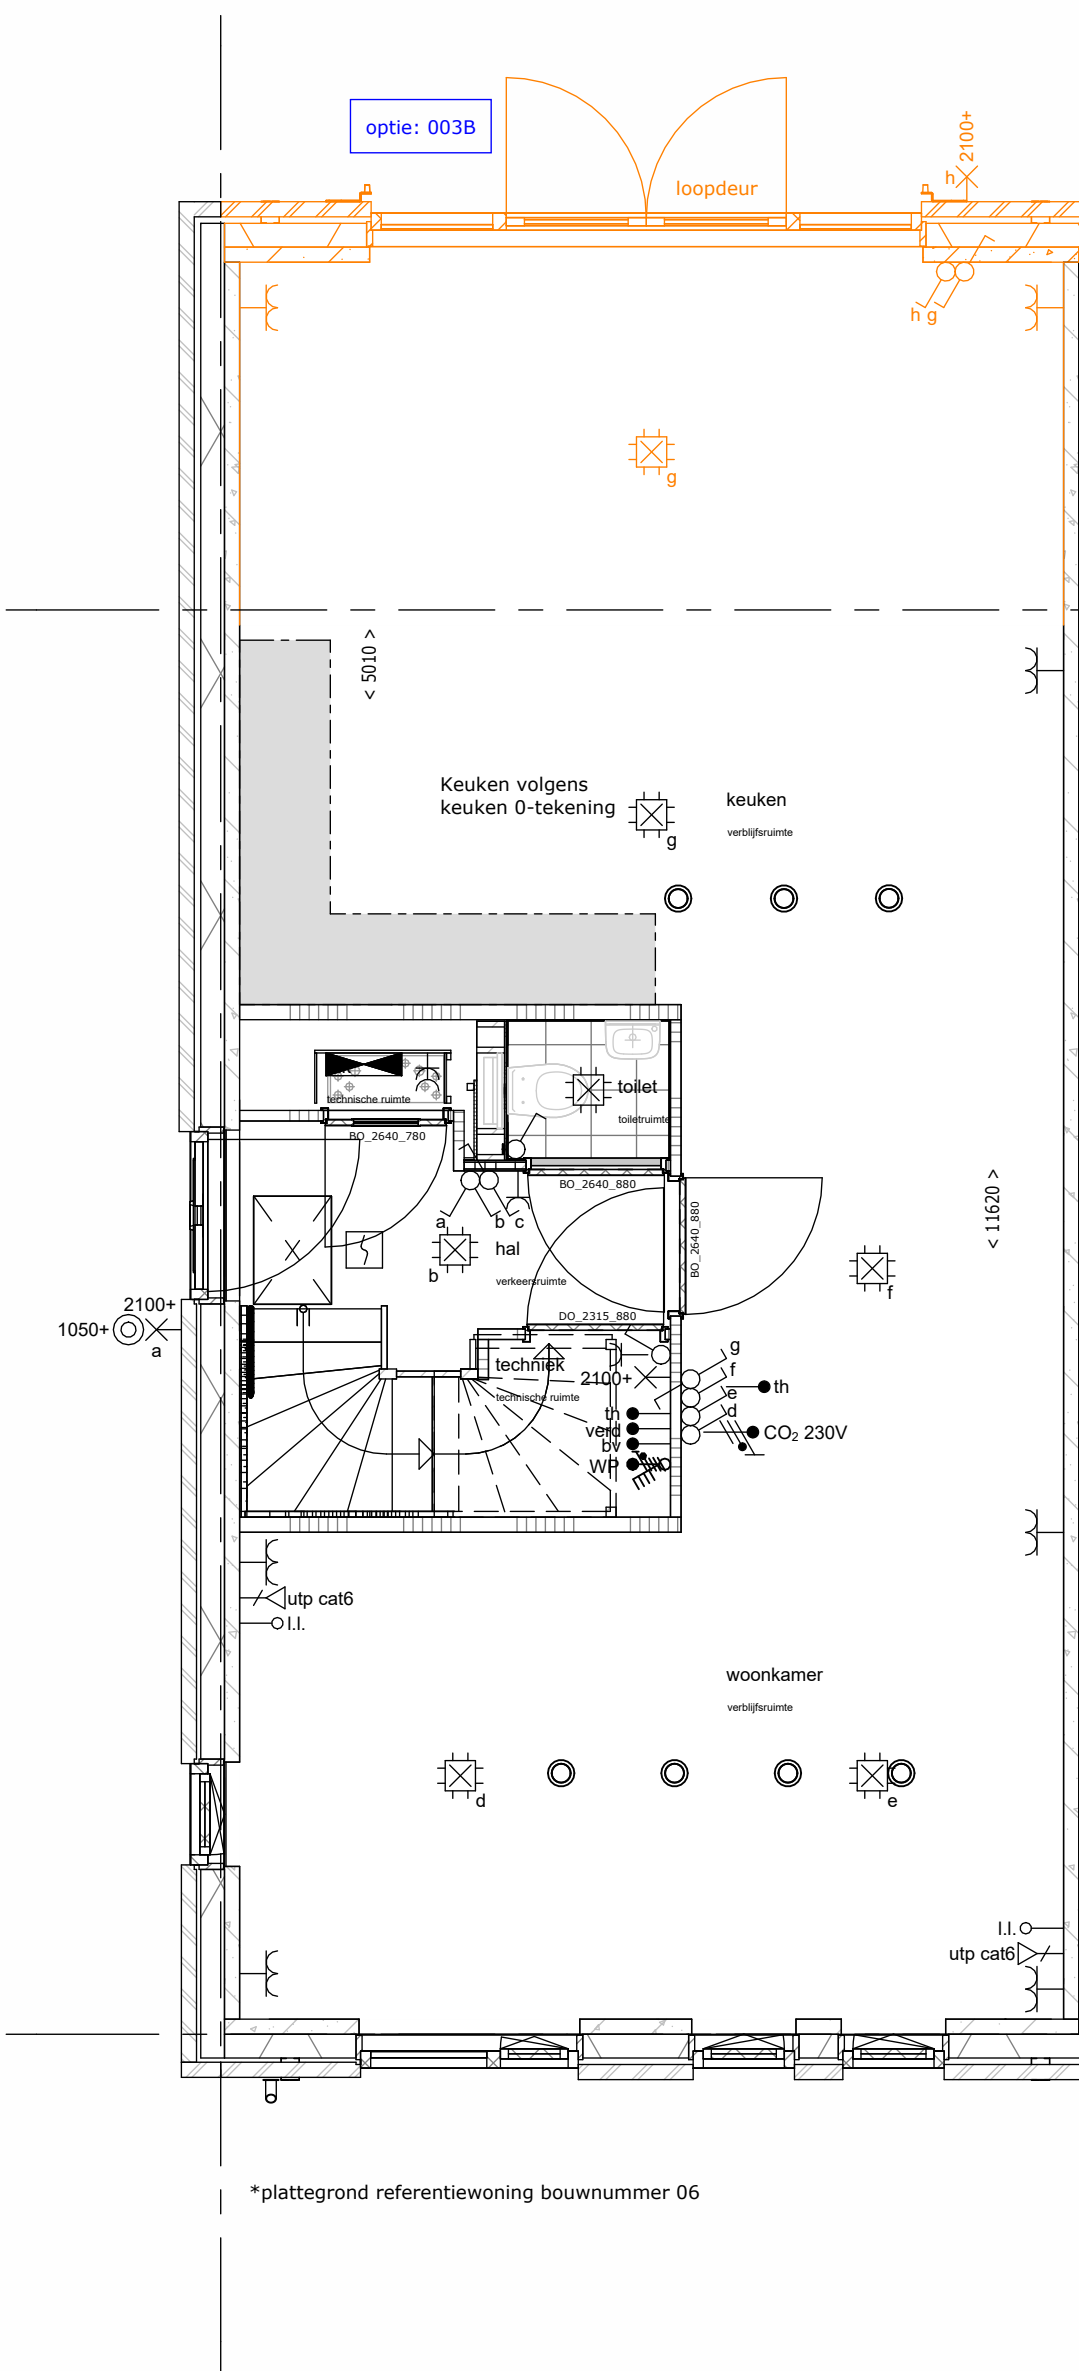 optie: 003B
loopdeur
h
2100+
h g
g
< 5010 >
Keuken volgens
keuken 0-tekening
g
keuken
verblijfsruimte
technische ruimte
BO_2640_780
toilet
toiletruimte
BO_2640_880
a
b
c
hal
b
verkeersruimte
BO_2640_880
< 11620 >
f
2100+
1050+
a
DO_2315_880
techniek
2100+
technische ruimte
g
f
e
d
th
th
verd
bv
WP
CO₂ 230V
utp cat6
l.l.
woonkamer
verblijfsruimte
d
e
l.l.
utp cat6
*plattegrond referentiewoning bouwnummer 06